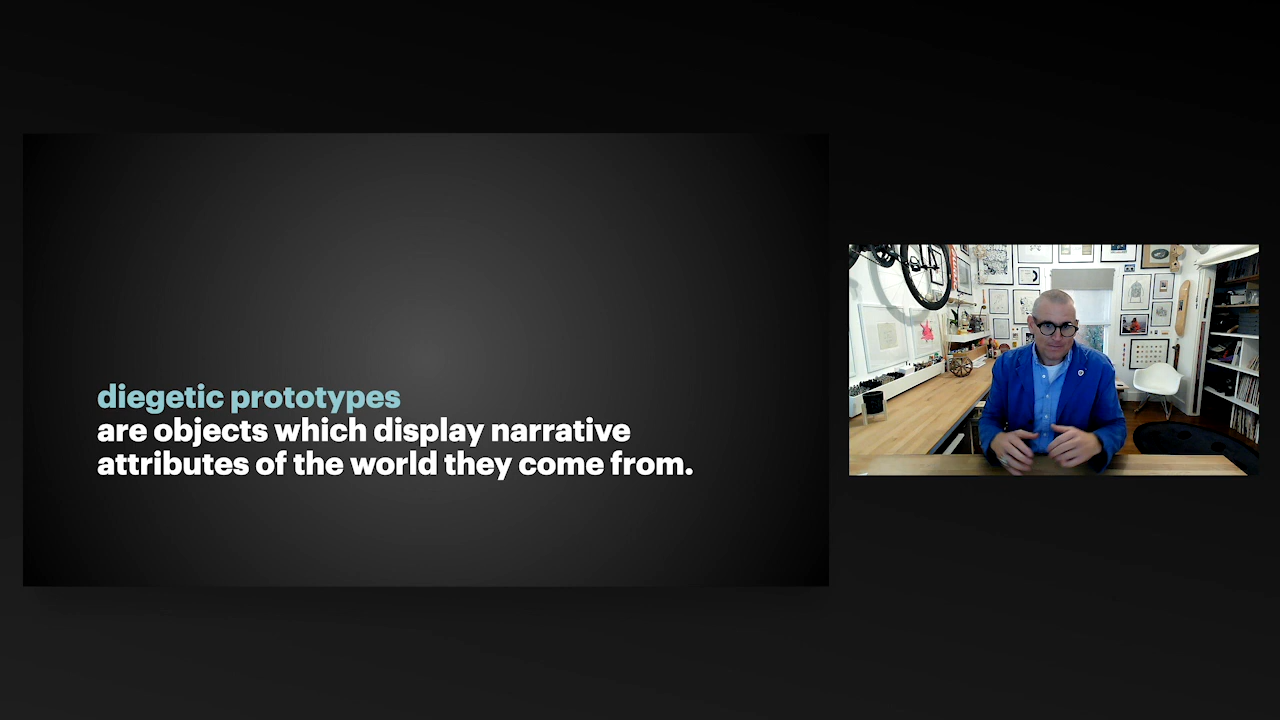 diegetic prototypes
are objects which display narrative
attributes of the world they come from.